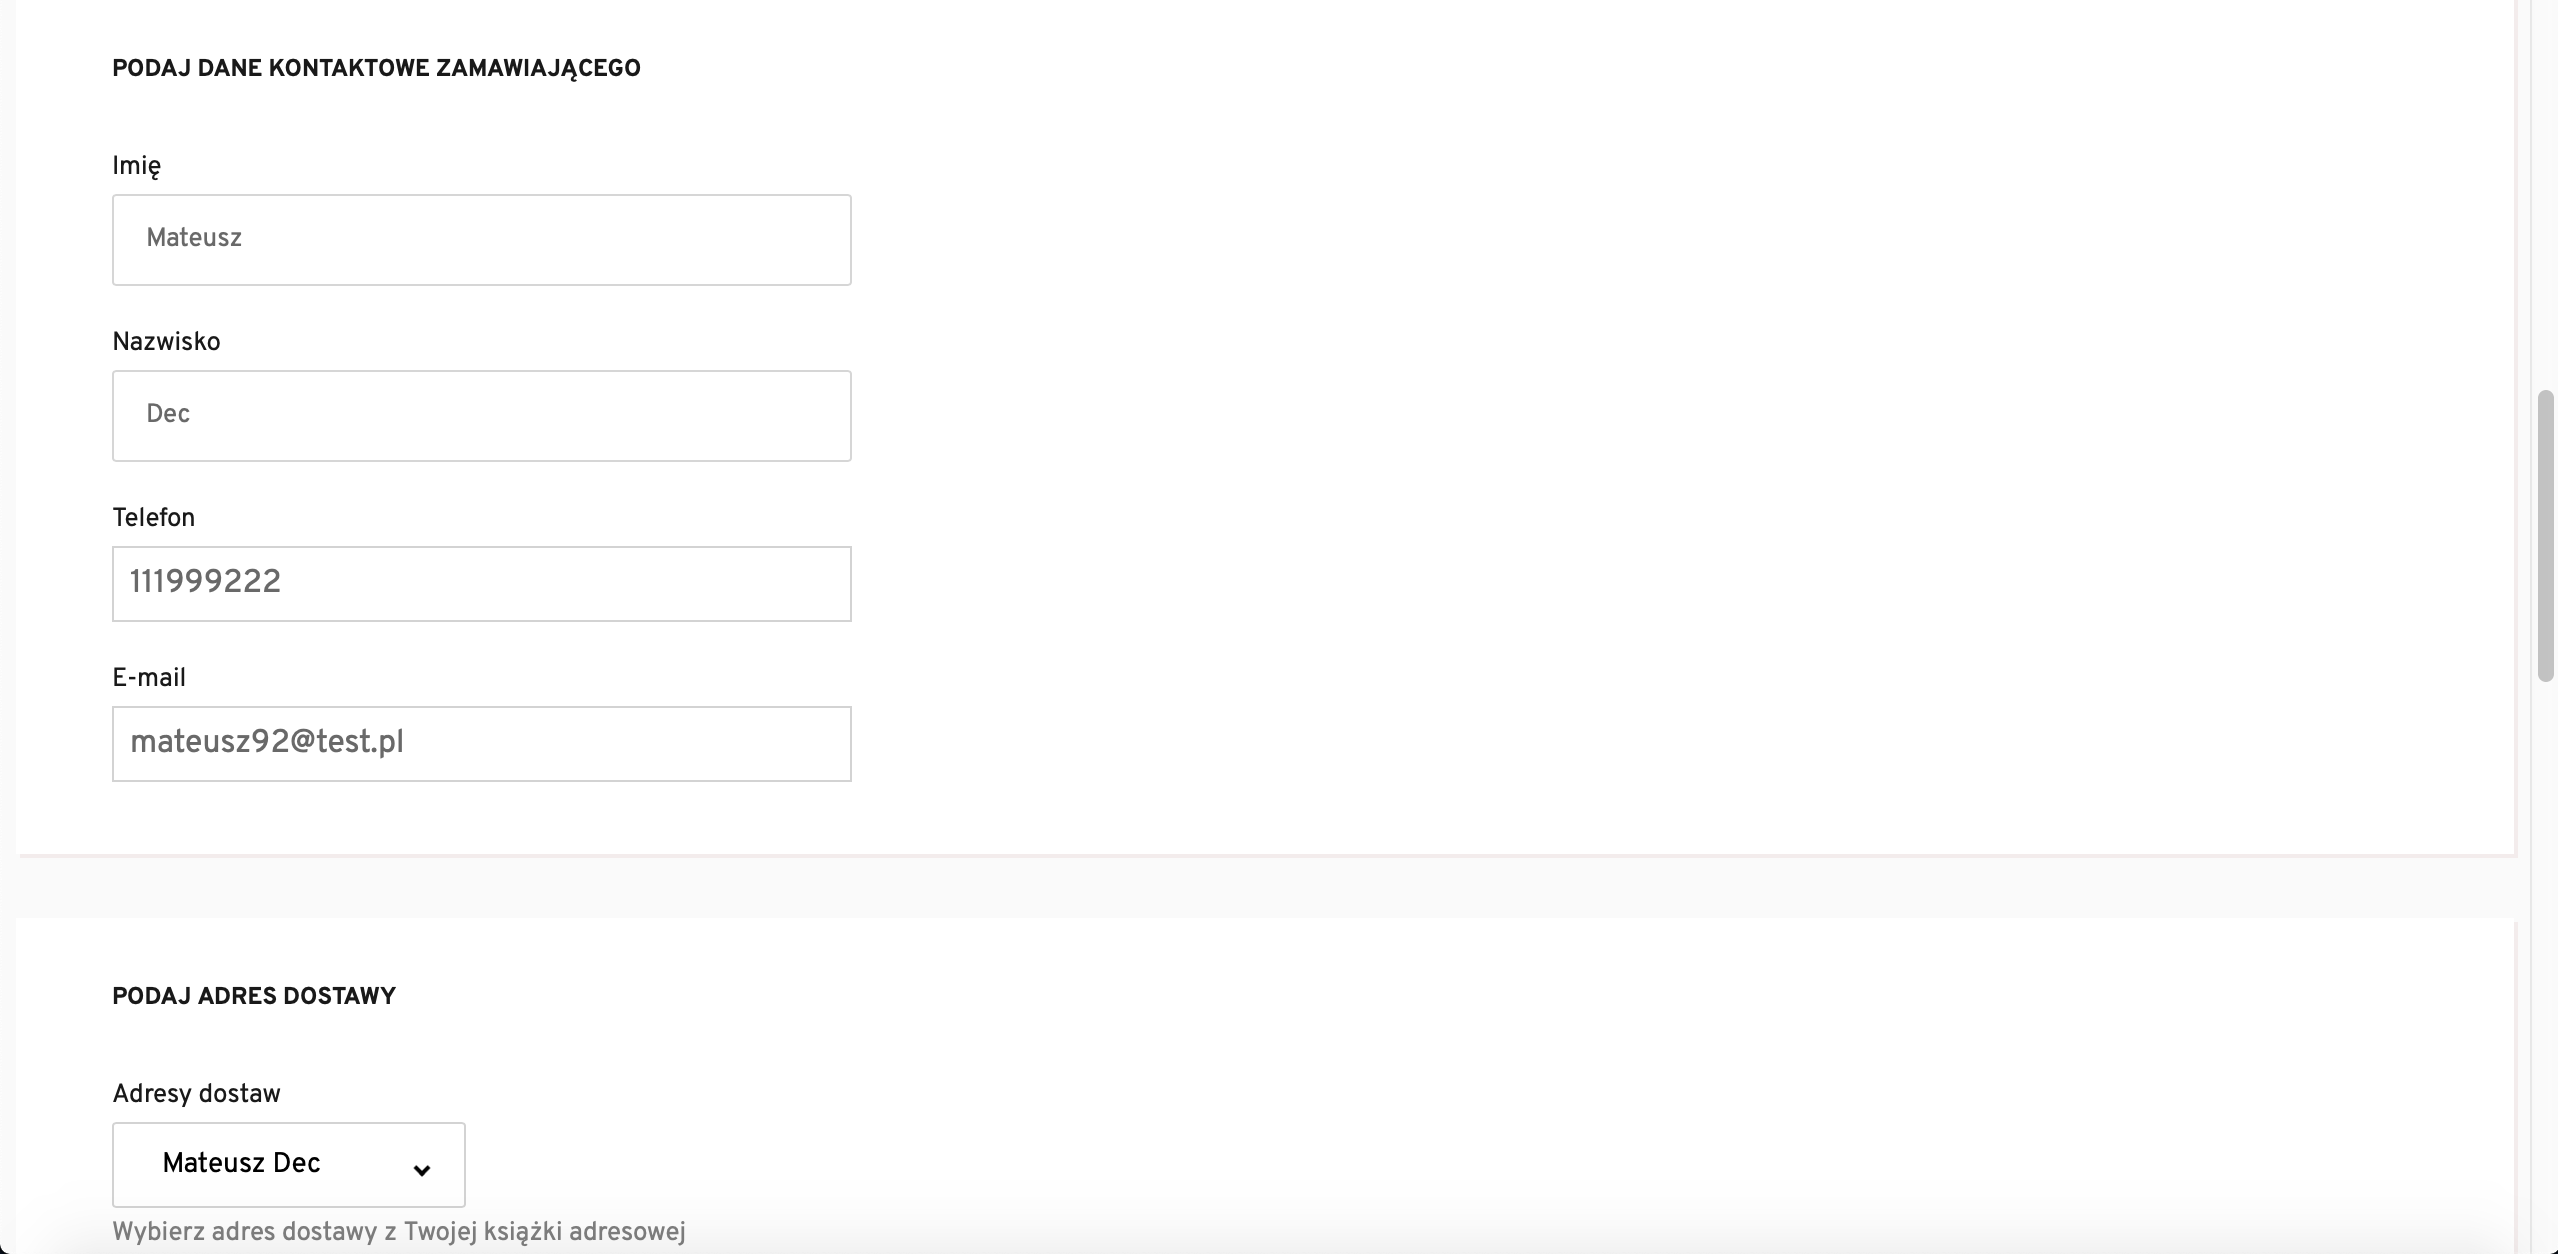 PODAJ DANE KONTAKTOWE ZAMAWIAJĄCEGO
Imię
Mateusz
Nazwisko
Dec
Telefon
111999222
E-mail
mateusz92@test.pl
PODAJ ADRES DOSTAWY
Adresy dostaw
Mateusz Dec
Wybierz adres dostawy z Twojej książki adresowej